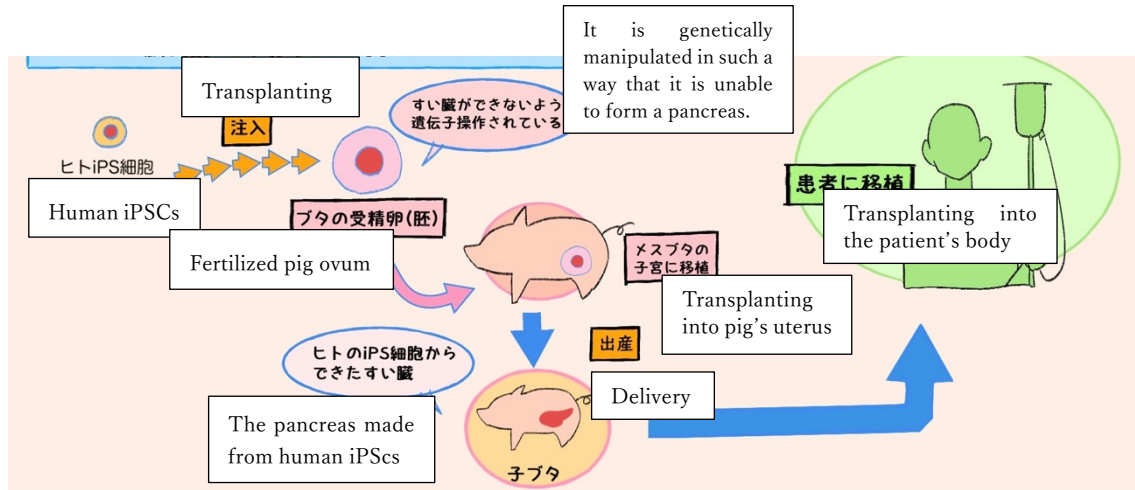 It is genetically
manipulated in such a
way that it is unable
to form a pancreas.
Transplanting
すい臓ができないよう
遺伝子操作されている
注入
ヒトiPS細胞
Human iPSCs
ブタの受精卵(胚)
Fertilized pig ovum
メスブタの
子宮に移植
Transplanting
into pig's uterus
患者に移植
Transplanting into
the patient's body
ヒトのiPS細胞から
できたすい臓
出産
Delivery
The pancreas made
from human iPScs
子ブタ